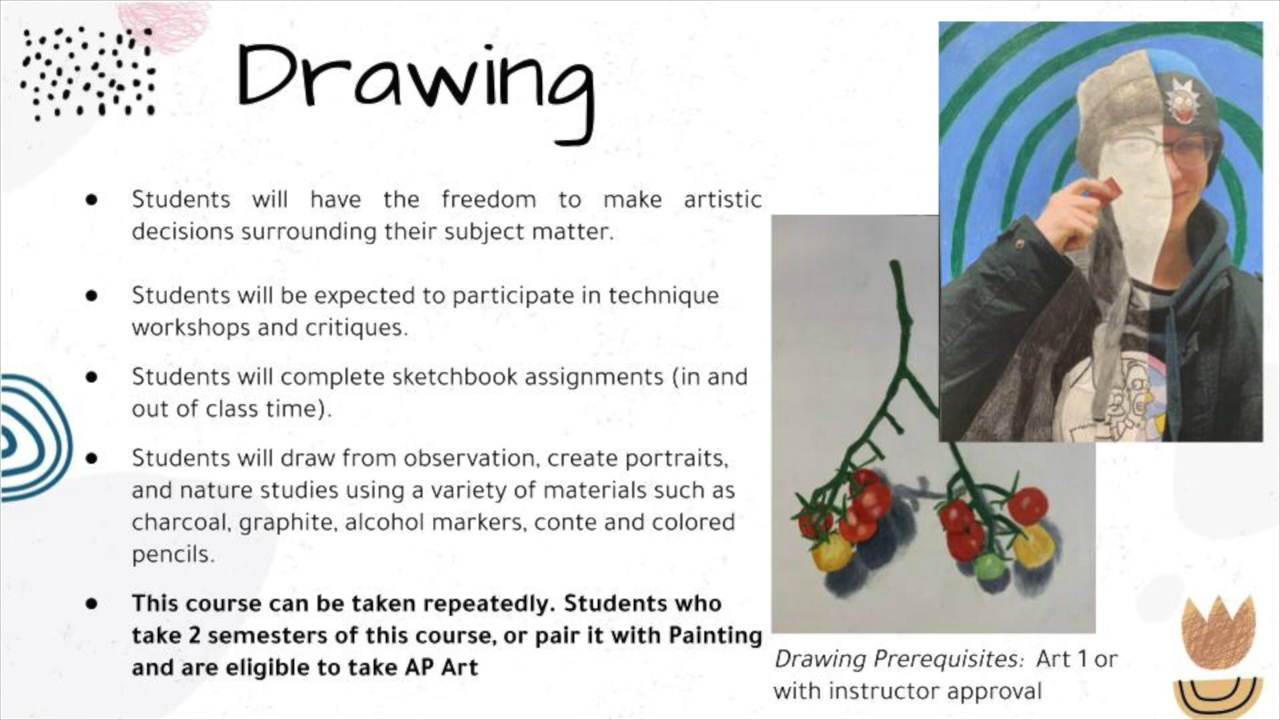 Drawing
● Students will have the freedom to make artistic
decisions surrounding their subject matter.
● Students will be expected to participate in technique
workshops and critiques.
● Students will complete sketchbook assignments (in and
out of class time).
● Students will draw from observation, create portraits,
and nature studies using a variety of materials such as
charcoal, graphite, alcohol markers, conte and colored
pencils.
● This course can be taken repeatedly. Students who
take 2 semesters of this course, or pair it with Painting
and are eligible to take AP Art
Drawing Prerequisites: Art 1 or
with instructor approval